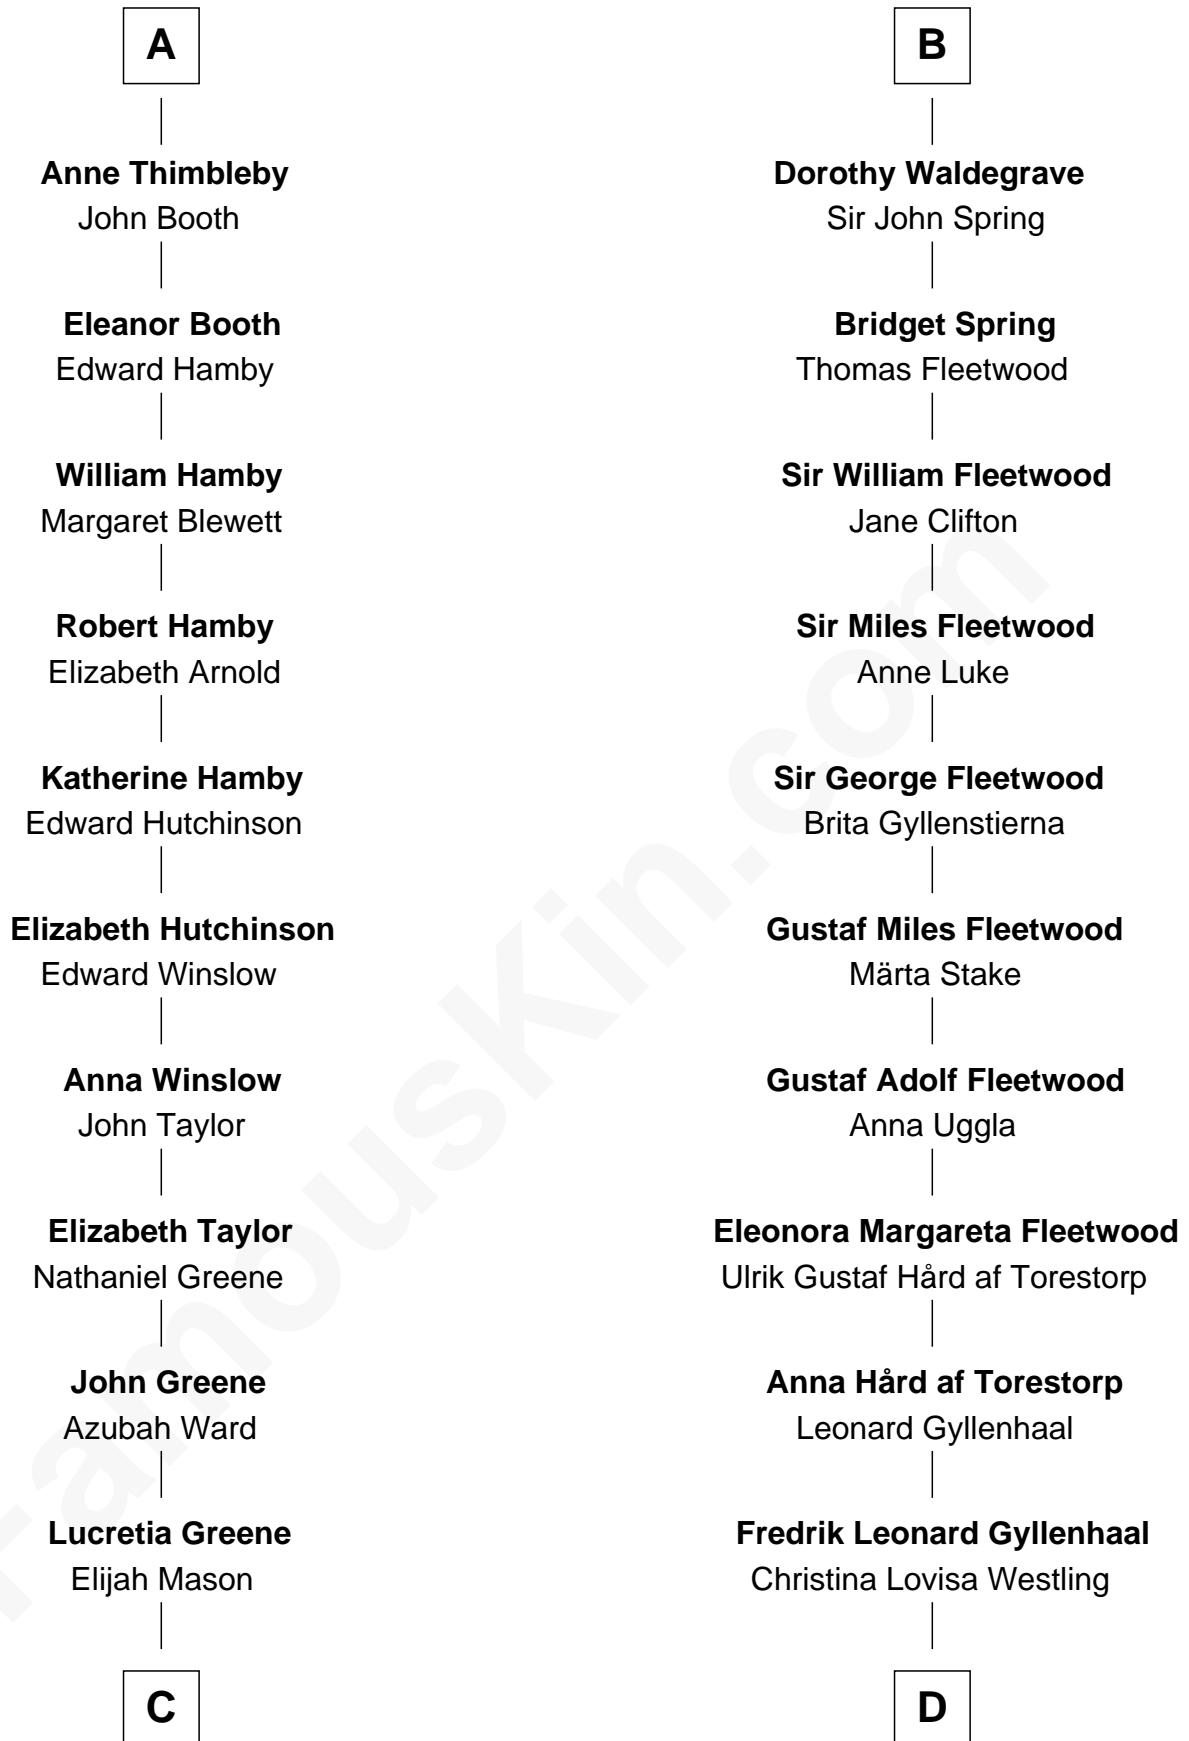 A
Anne Thimbleby
John Booth
Eleanor Booth
Edward Hamby
William Hamby
Margaret Blewett
Robert Hamby
Elizabeth Arnold
Katherine Hamby
Edward Hutchinson
Elizabeth Hutchinson
Edward Winslow
Anna Winslow
John Taylor
Elizabeth Taylor
Nathaniel Greene
John Greene
Azubah Ward
Lucretia Greene
Elijah Mason
C
B
Dorothy Waldegrave
Sir John Spring
Bridget Spring
Thomas Fleetwood
Sir William Fleetwood
Jane Clifton
Sir Miles Fleetwood
Anne Luke
Sir George Fleetwood
Brita Gyllenstierna
Gustaf Miles Fleetwood
Märta Stake
Gustaf Adolf Fleetwood
Anna Uggla
Eleonora Margareta Fleetwood
Ulrik Gustaf Hård af Torestorp
Anna Hård af Torestorp
Leonard Gyllenhaal
Fredrik Leonard Gyllenhaal
Christina Lovisa Westling
D
FamousKin.com